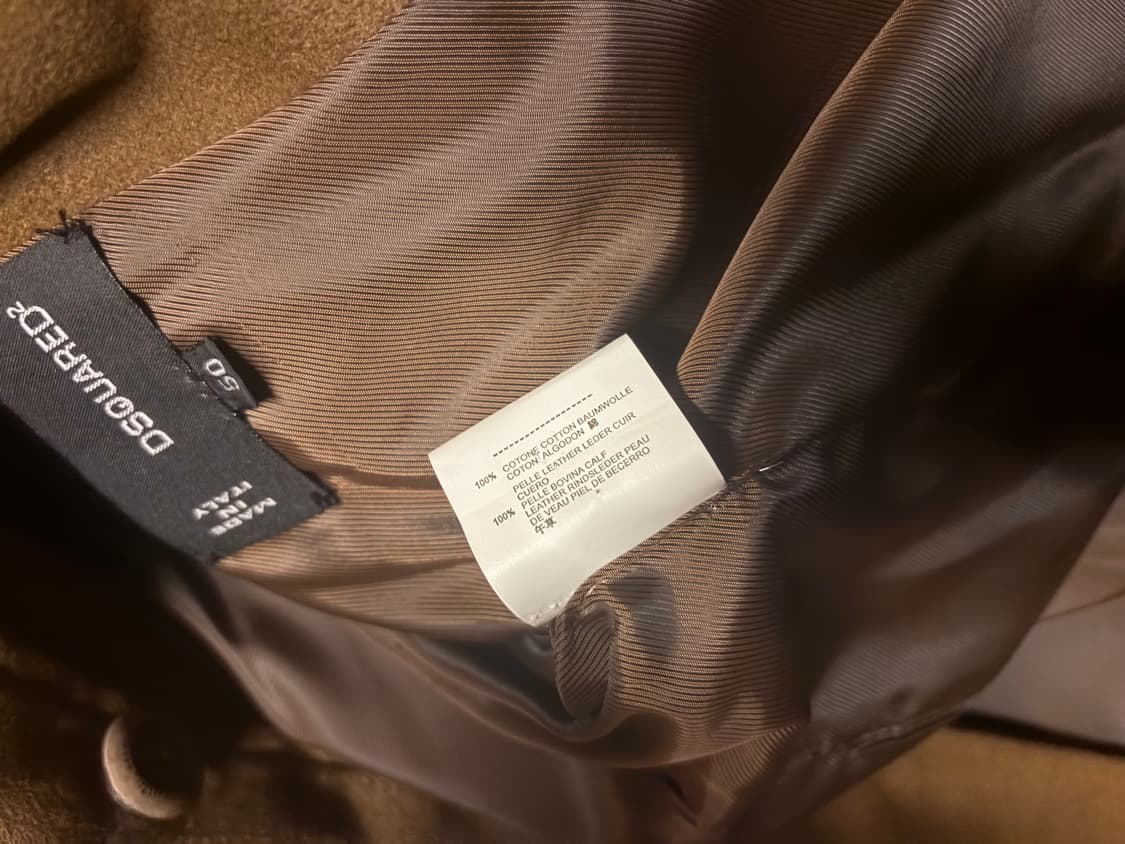 DSQUARED2
50
MADE
IN
ITALY
--------------------
100% COTONE COTTON BAUMWOLLE
COTON ALGODON 棉
PELLE LEATHER LEDER CUIR
CUERO
100% PELLE BOVINA CALF
LEATHER RINDSLEDER PEAU
DE VEAU PIEL DE BECERRO
牛革